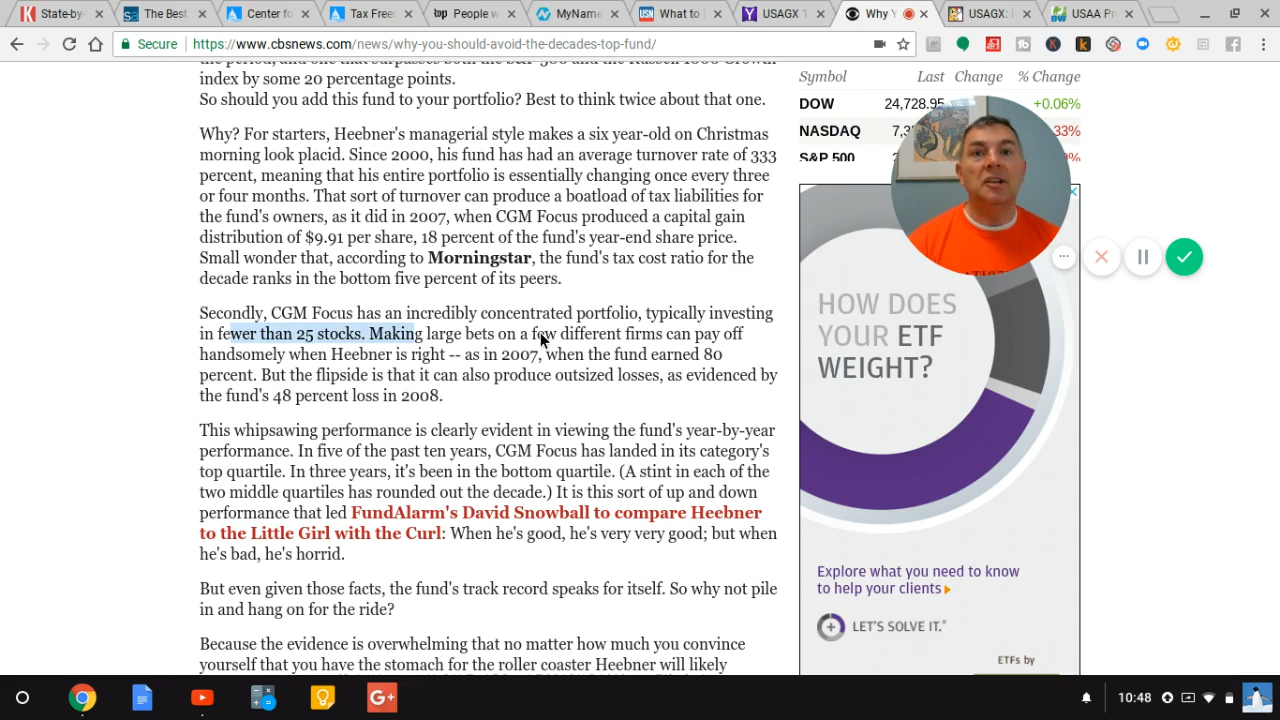 State-by-
The Best
Center fo
Tax Free
People w
MyName
What to i
USAGX
Why Y
USAGX:
USAA Pr
Secure
https://www.cbsnews.com/news/why-you-should-avoid-the-decades-top-fund/
index by some 20 percentage points.
So should you add this fund to your portfolio? Best to think twice about that one.
Why? For starters, Heebner's managerial style makes a six year-old on Christmas
morning look placid. Since 2000, his fund has had an average turnover rate of 333
percent, meaning that his entire portfolio is essentially changing once every three
or four months. That sort of turnover can produce a boatload of tax liabilities for
the fund's owners, as it did in 2007, when CGM Focus produced a capital gain
distribution of $9.91 per share, 18 percent of the fund's year-end share price.
Small wonder that, according to Morningstar, the fund's tax cost ratio for the
decade ranks in the bottom five percent of its peers.
Secondly, CGM Focus has an incredibly concentrated portfolio, typically investing
in fewer than 25 stocks. Making large bets on a few different firms can pay off
handsomely when Heebner is right -- as in 2007, when the fund earned 80
percent. But the flipside is that it can also produce outsized losses, as evidenced by
the fund's 48 percent loss in 2008.
This whipsawing performance is clearly evident in viewing the fund's year-by-year
performance. In five of the past ten years, CGM Focus has landed in its category's
top quartile. In three years, it's been in the bottom quartile. (A stint in each of the
two middle quartiles has rounded out the decade.) It is this sort of up and down
performance that led FundAlarm's David Snowball to compare Heebner
to the Little Girl with the Curl: When he's good, he's very very good; but when
he's bad, he's horrid.
But even given those facts, the fund's track record speaks for itself. So why not pile
in and hang on for the ride?
Because the evidence is overwhelming that no matter how much you convince
yourself that you have the stomach for the roller coaster Heebner will likely
Symbol Last Change % Change
DOW 24,728.95 +0.06%
NASDAQ 7,3 33%
S&P 500
HOW DOES
YOUR ETF
WEIGHT?
Explore what you need to know
to help your clients
LET'S SOLVE IT.®
ETFs by
10:48